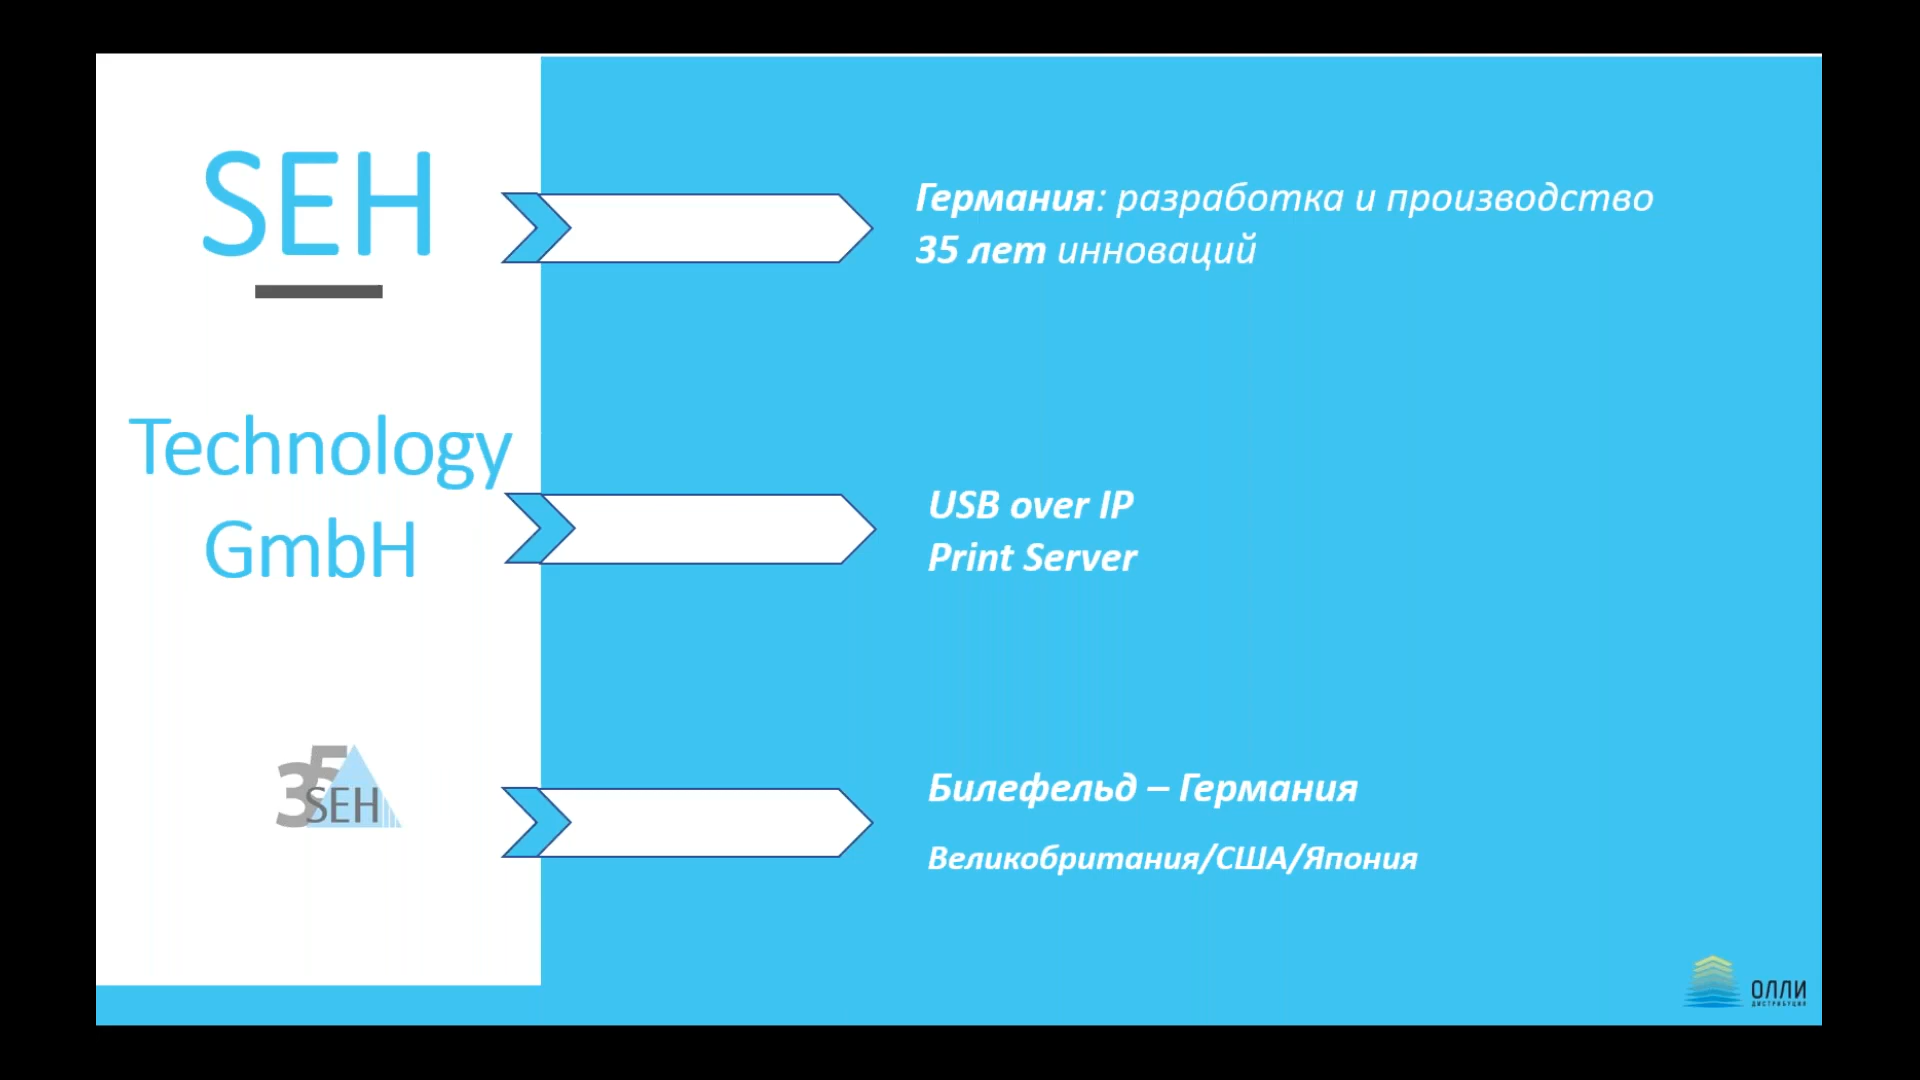 SEH
Technology
GmbH
35
SEH
Германия: разработка и производство
35 лет инноваций
USB over IP
Print Server
Билефельд – Германия
Великобритания/США/Япония
ОЛЛИ
ДИСТРИБУЦИЯ